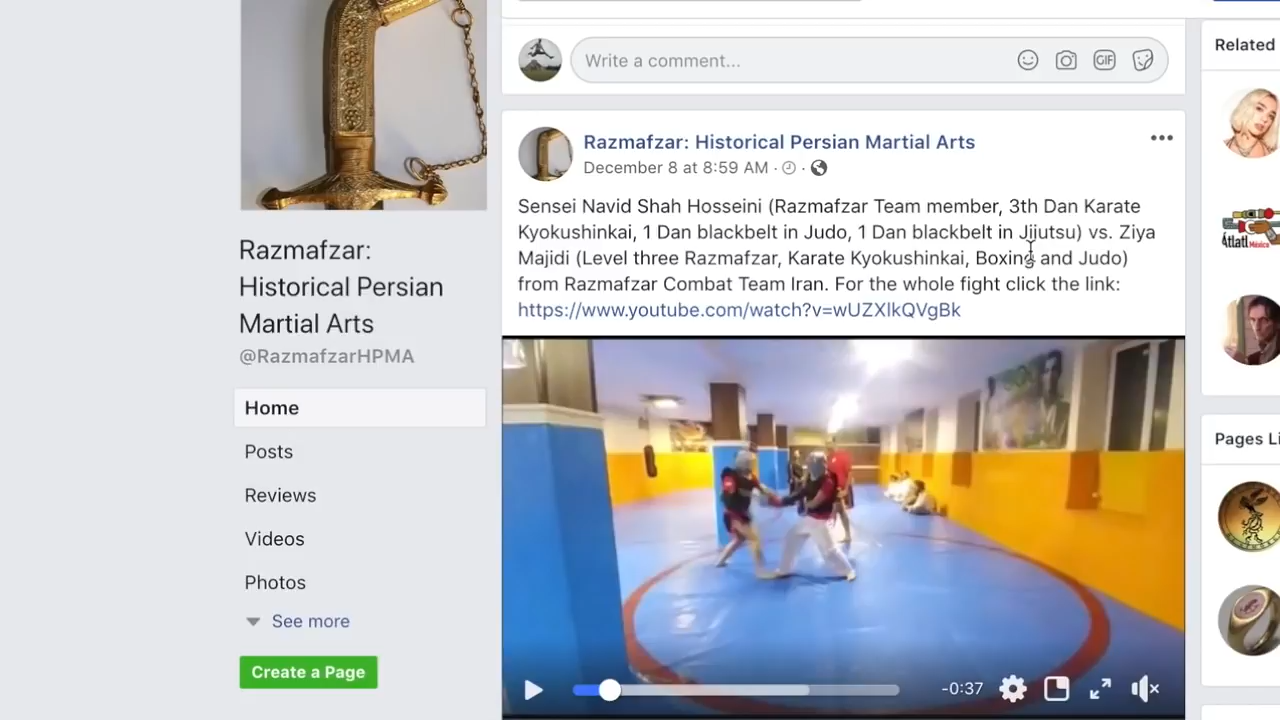 Write a comment...
GIF
Related
Razmafzar: Historical Persian Martial Arts
December 8 at 8:59 AM
Sensei Navid Shah Hosseini (Razmafzar Team member, 3th Dan Karate
Kyokushinkai, 1 Dan blackbelt in Judo, 1 Dan blackbelt in Jijutsu) vs. Ziya
Majidi (Level three Razmafzar, Karate Kyokushinkai, Boxing and Judo)
from Razmafzar Combat Team Iran. For the whole fight click the link:
https://www.youtube.com/watch?v=wUZXlkQVgBk
Razmafzar:
Historical Persian
Martial Arts
@RazmafzarHPMA
Home
Posts
Reviews
Videos
Photos
See more
Create a Page
-0:37
Átlatl México
Pages Li